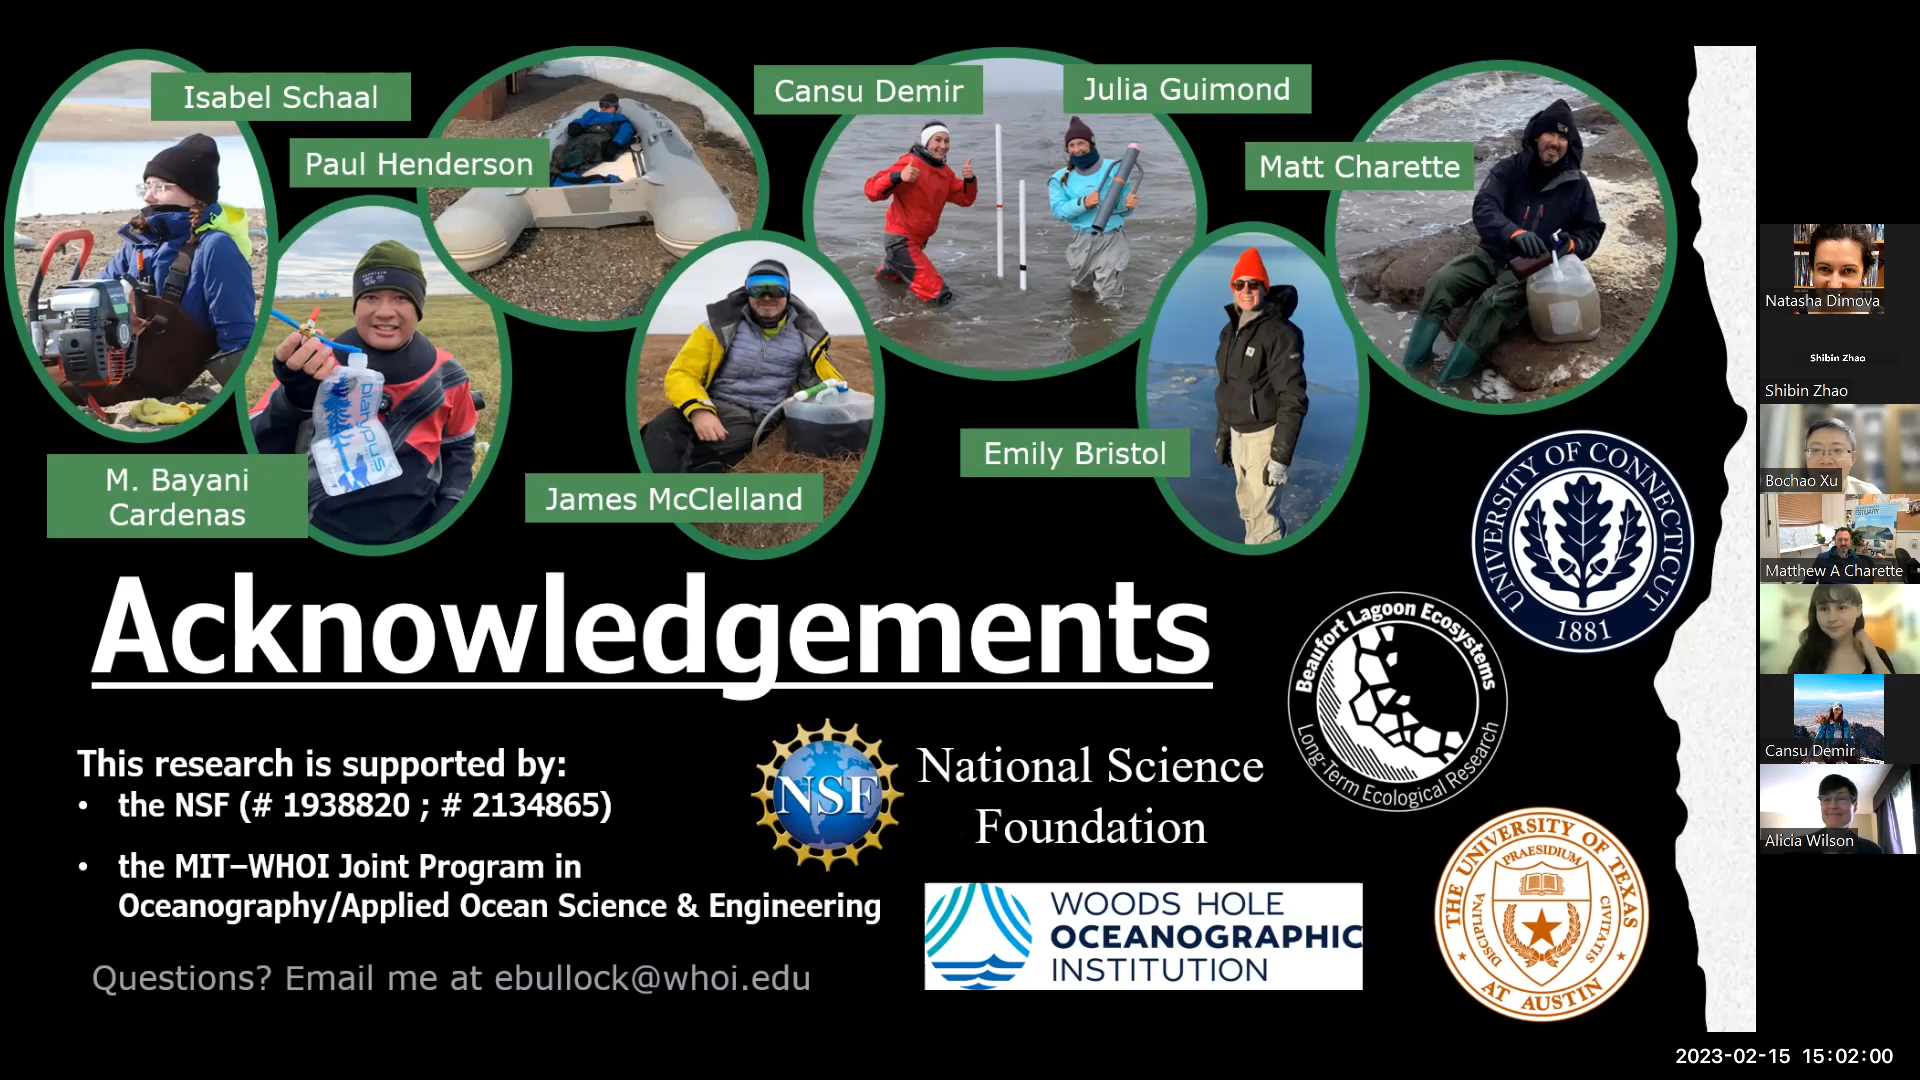 Isabel Schaal
Paul Henderson
Cansu Demir
Julia Guimond
Matt Charette
M. Bayani
Cardenas
James McClelland
Emily Bristol
platypus
Acknowledgements
This research is supported by:
• the NSF (# 1938820 ; # 2134865)
• the MIT–WHOI Joint Program in
Oceanography/Applied Ocean Science & Engineering
Questions? Email me at ebullock@whoi.edu
NSF
National Science
Foundation
WOODS HOLE
OCEANOGRAPHIC
INSTITUTION
UNIVERSITY OF CONNECTICUT
1881
Beaufort Lagoon Ecosystems
Long-Term Ecological Research
THE UNIVERSITY OF TEXAS
AT AUSTIN
PRAESIDIUM
DISCIPLINA
CIVITATIS
Natasha Dimova
Shibin Zhao
Shibin Zhao
Bochao Xu
ESTUARY
Matthew A Charette
Cansu Demir
Alicia Wilson
2023-02-15 15:02:00